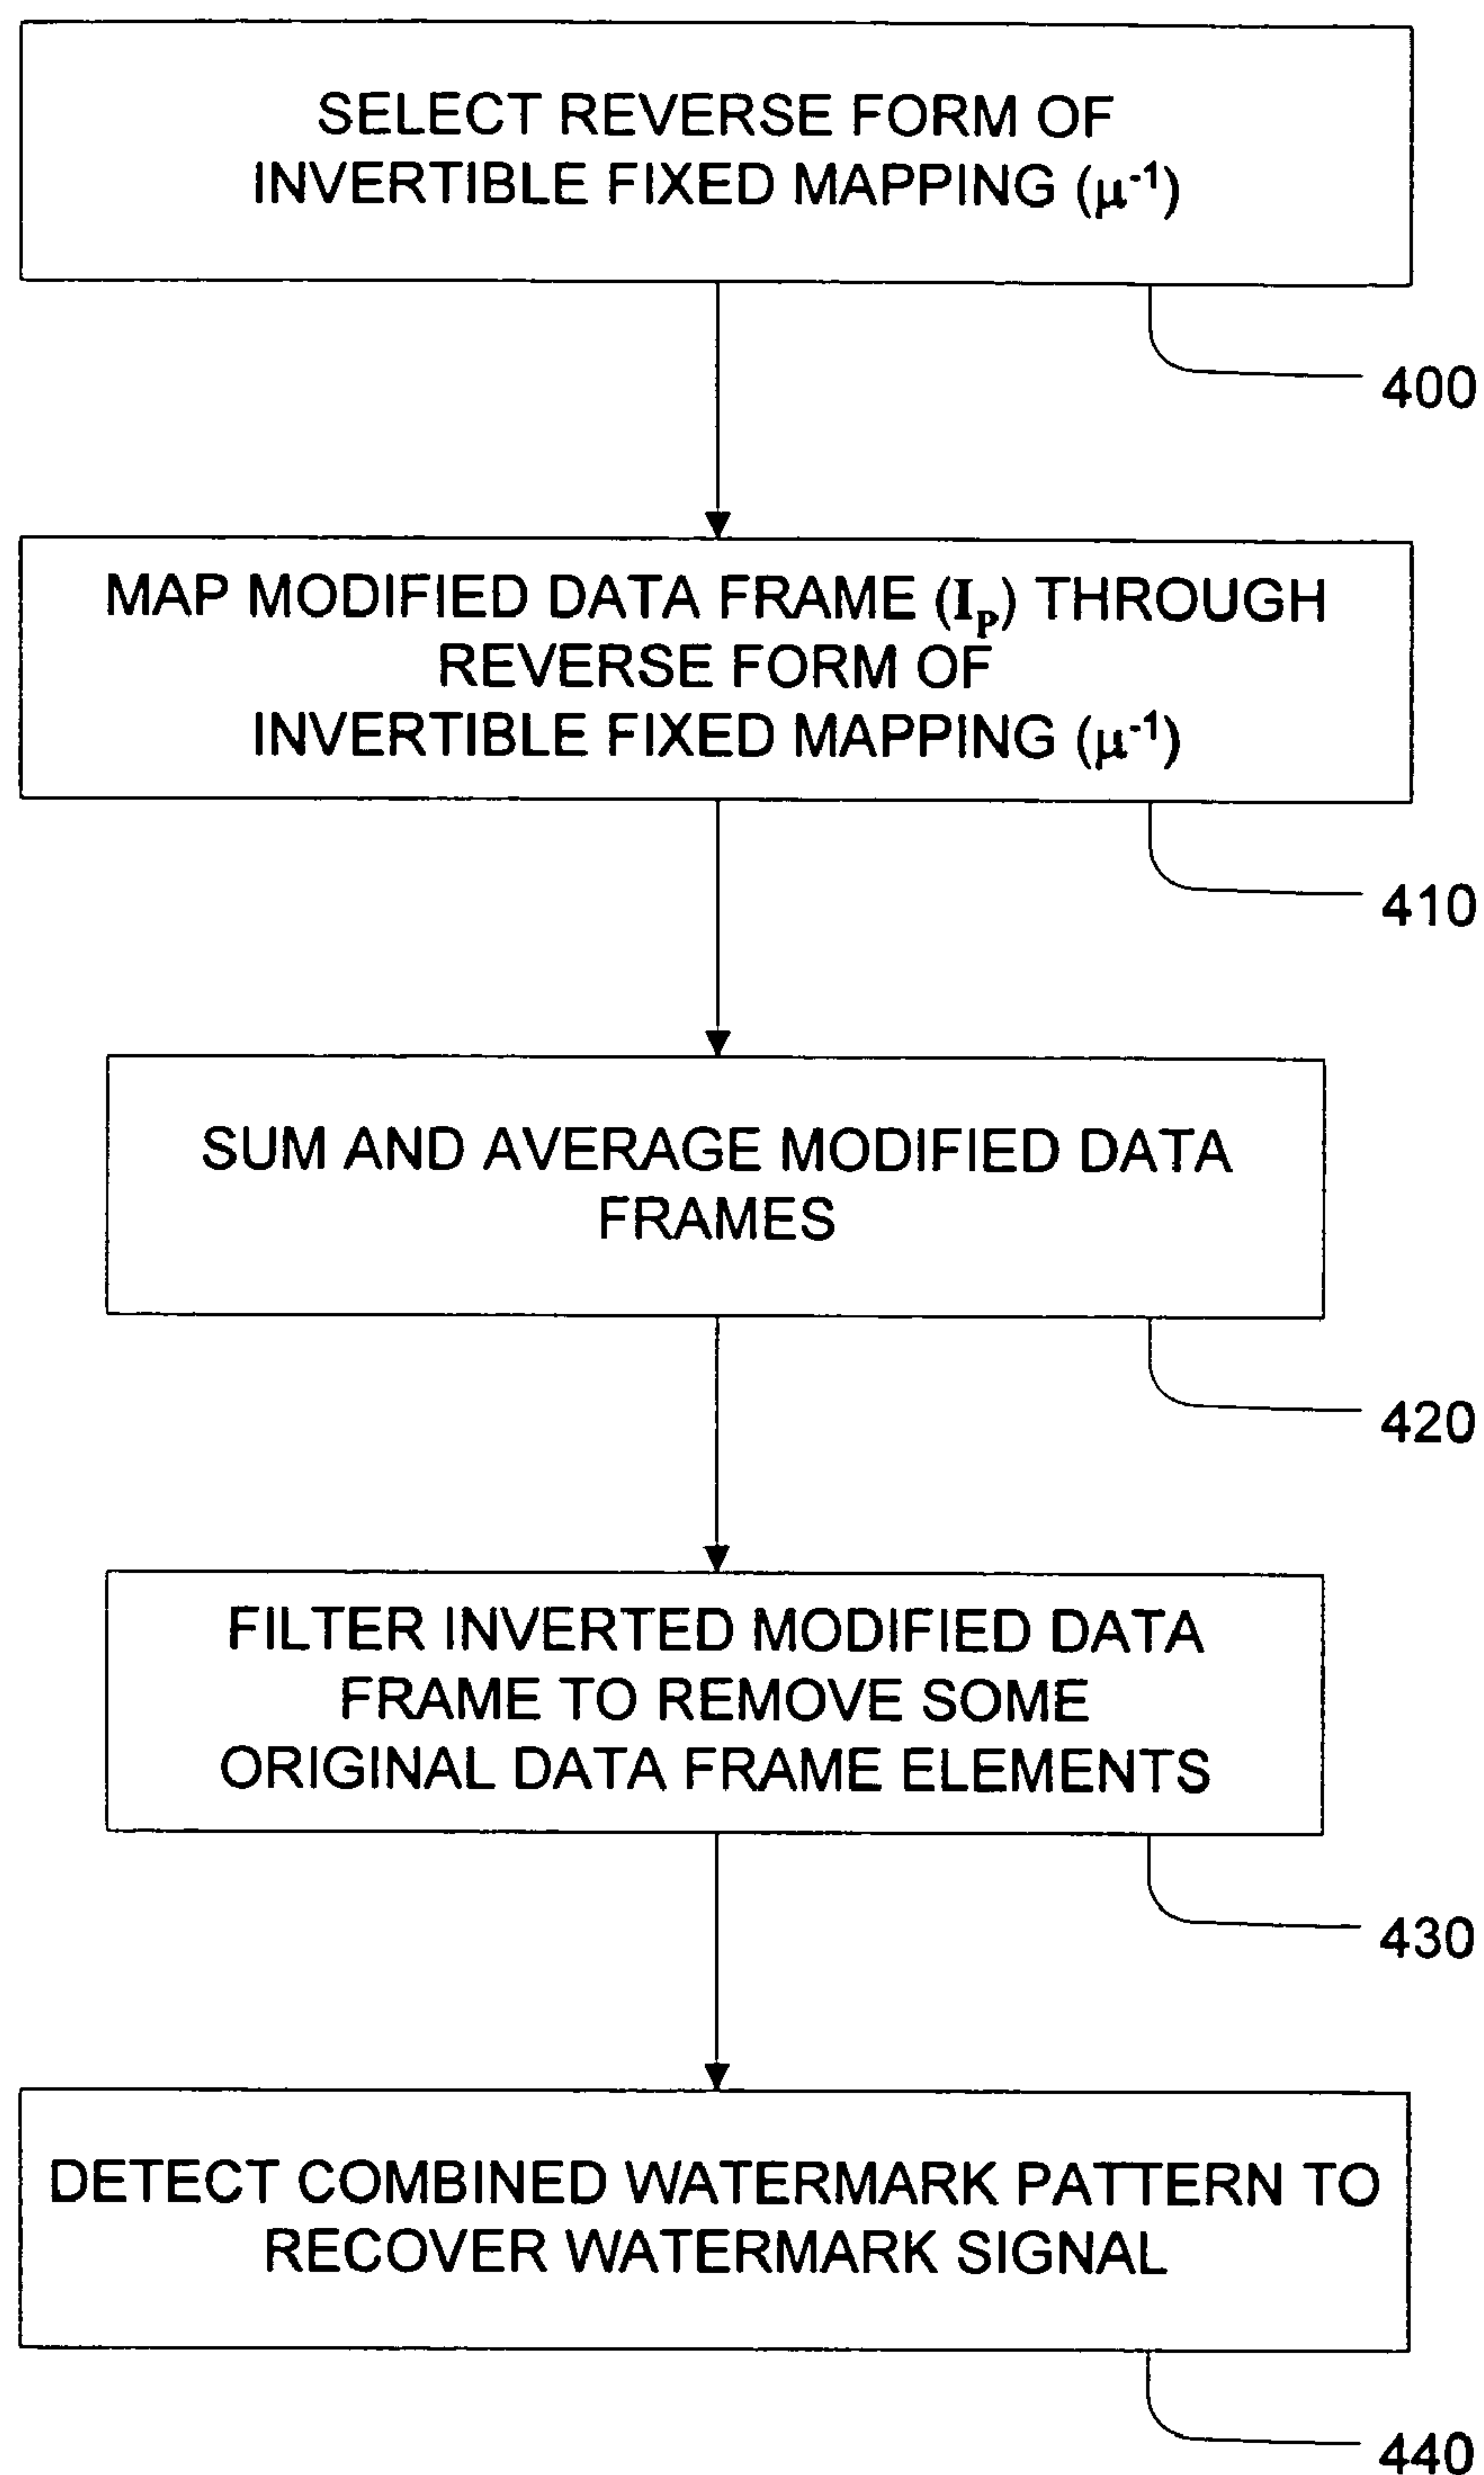 SELECT REVERSE FORM OF
INVERTIBLE FIXED MAPPING (μ⁻¹)
400
MAP MODIFIED DATA FRAME (Iₚ) THROUGH
REVERSE FORM OF
INVERTIBLE FIXED MAPPING (μ⁻¹)
410
SUM AND AVERAGE MODIFIED DATA
FRAMES
420
FILTER INVERTED MODIFIED DATA
FRAME TO REMOVE SOME
ORIGINAL DATA FRAME ELEMENTS
430
DETECT COMBINED WATERMARK PATTERN TO
RECOVER WATERMARK SIGNAL
440